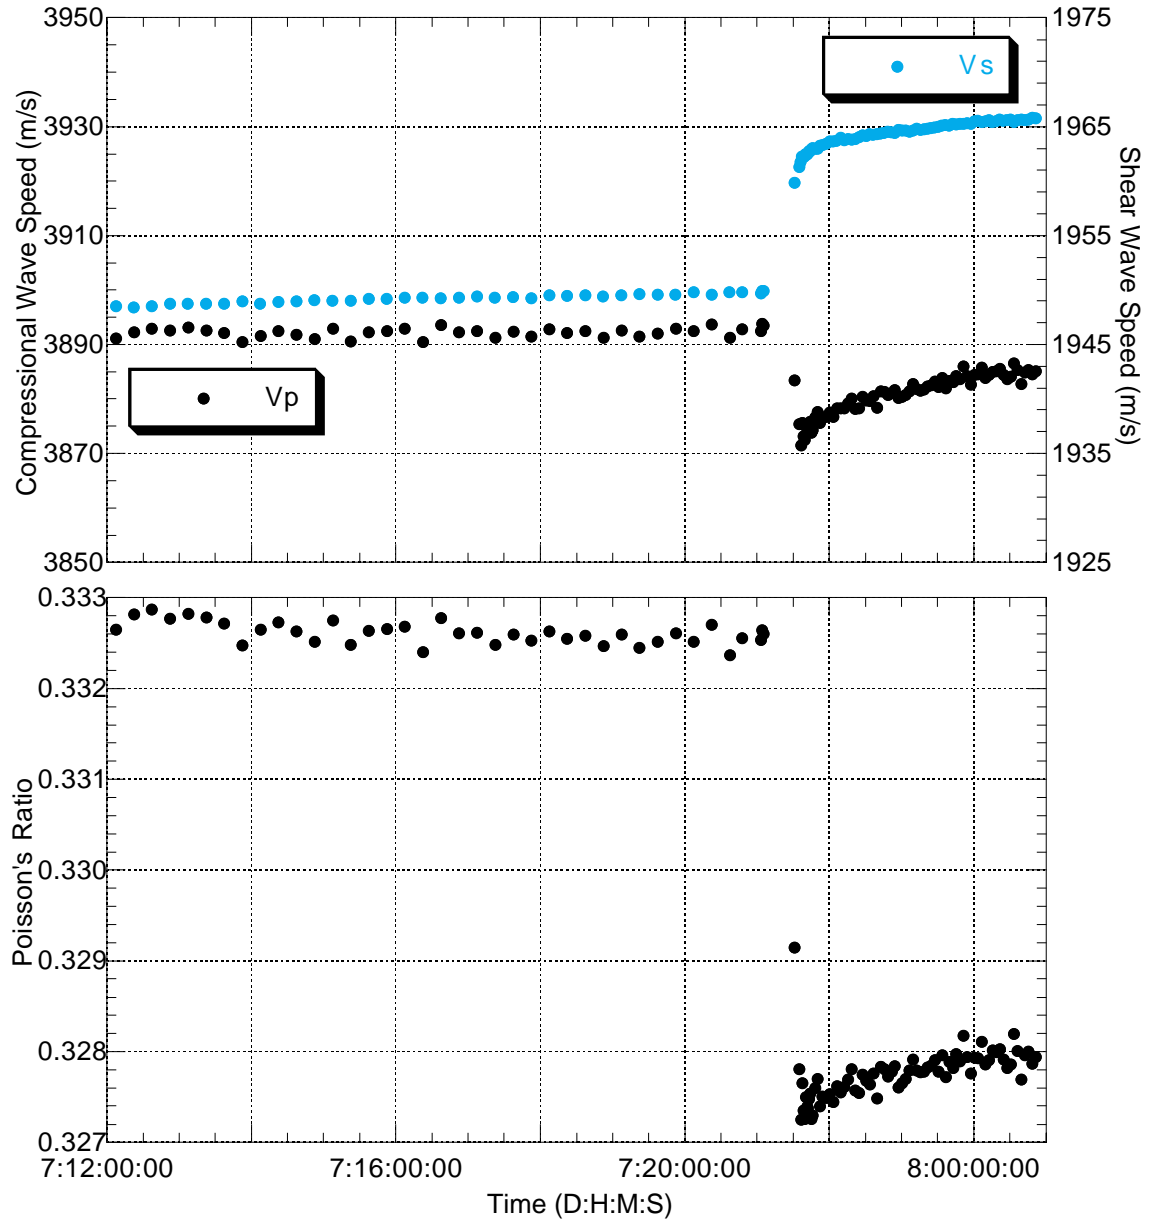 3950
1975
Vs
3930
1965
Compressional Wave Speed (m/s)
Shear Wave Speed (m/s)
3910
1955
3890
1945
Vp
3870
1935
3850
1925
0.333
0.332
0.331
Poisson's Ratio
0.330
0.329
0.328
0.327
7:12:00:00 7:16:00:00 7:20:00:00 8:00:00:00
Time (D:H:M:S)